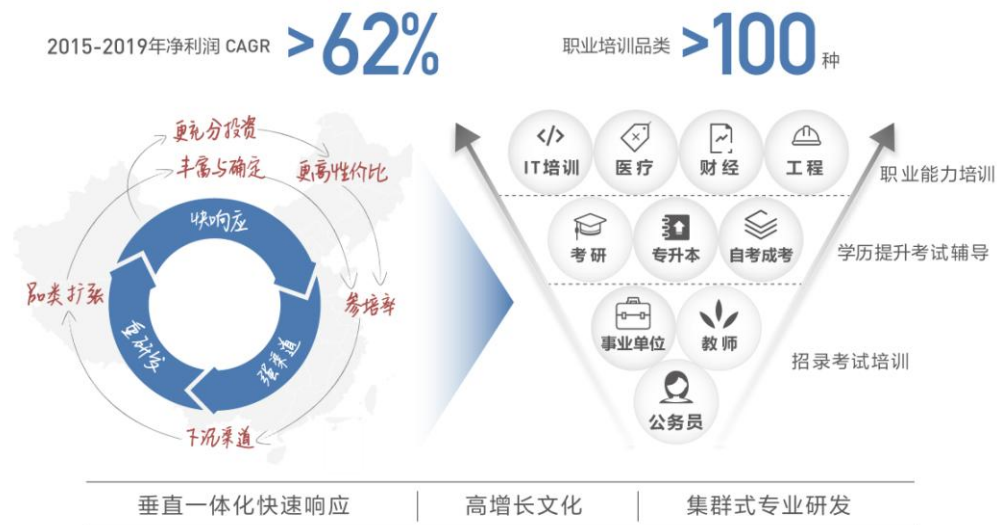 2015-2019年净利润 CAGR >62%
职业培训品类 >100种
更充分投资
丰富与确定
更高性价比
快响应
品类扩张
参培率
重研发
强渠道
下沉渠道
IT培训
医疗
财经
工程
职业能力培训
考研
专升本
自考成考
学历提升考试辅导
事业单位
教师
招录考试培训
公务员
垂直一体化快速响应
高增长文化
集群式专业研发